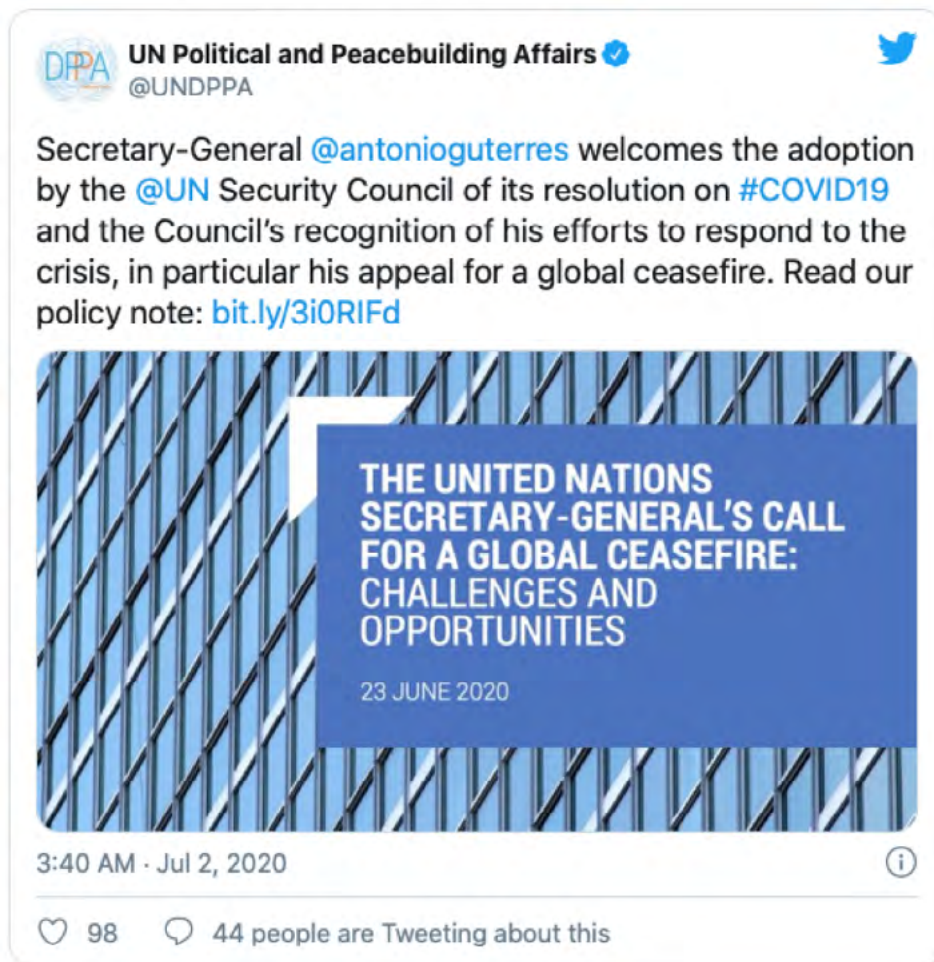 DPPA
UN Political and Peacebuilding Affairs
@UNDPPA
Secretary-General @antonioguterres welcomes the adoption
by the @UN Security Council of its resolution on #COVID19
and the Council's recognition of his efforts to respond to the
crisis, in particular his appeal for a global ceasefire. Read our
policy note: bit.ly/3i0RIFd
THE UNITED NATIONS
SECRETARY-GENERAL'S CALL
FOR A GLOBAL CEASEFIRE:
CHALLENGES AND
OPPORTUNITIES
23 JUNE 2020
3:40 AM · Jul 2, 2020
98 44 people are Tweeting about this